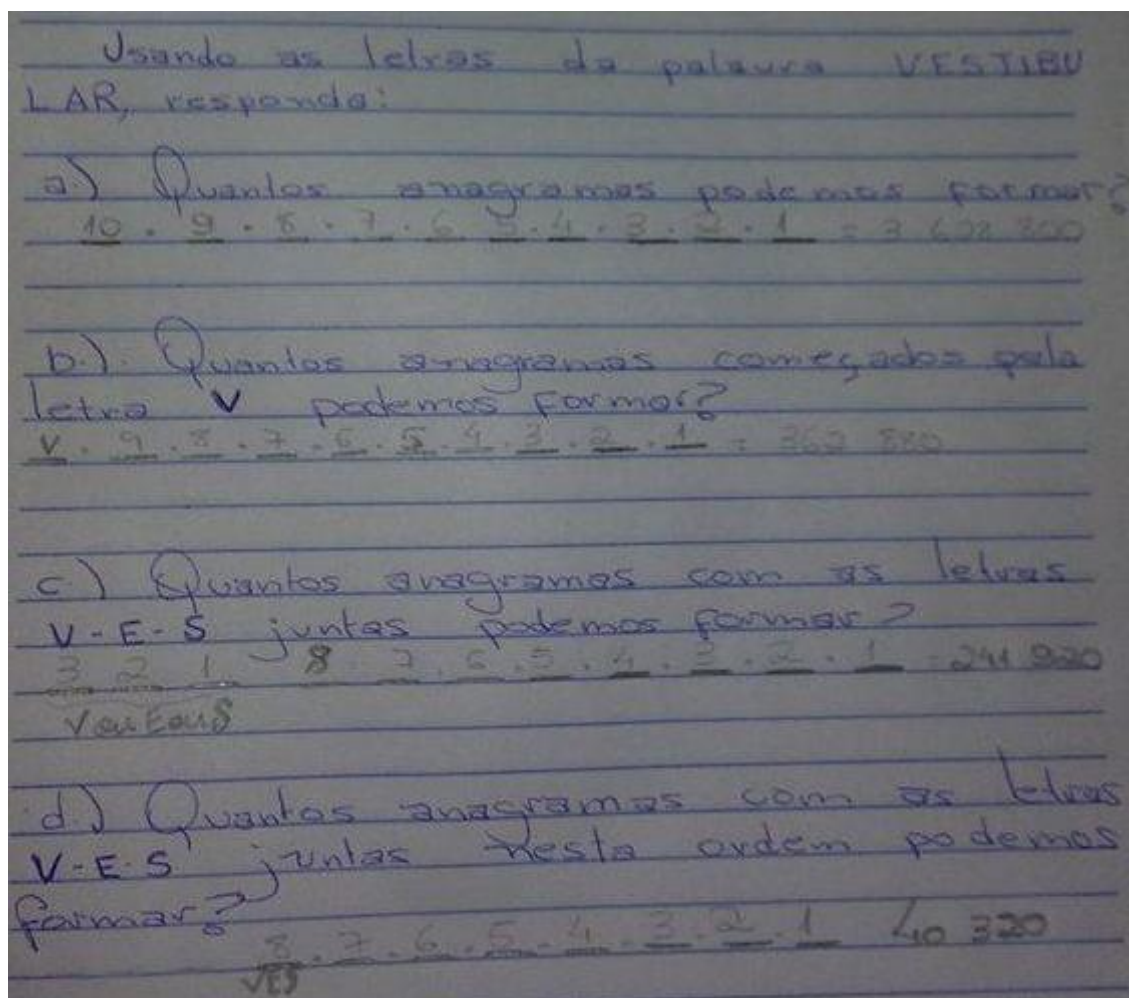 Usando as letras da palavra VESTIBU
LAR, responda:
a.) Quantos anagramas podemos formar?
10 . 9 . 8 . 7 . 6 5 . 4 . 3 . 2 . 1 = 3 628 800
b.). Quantos anagramas começados pela
letra V podemos formar?
V . 9 . 8 . 7 . 6 . 5 . 4 . 3 . 2 . 1 = 362 880
c.) Quantos anagramas com as letras
V-E-S juntas podemos formar?
3 2 1 8 . 7 . 6 . 5 . 4 . 3 . 2 . 1 = 241 920
V ou E ou S
d.) Quantos anagramas com as letras
V-E-S juntas nesta ordem podemos
formar?
8 . 7 . 6 . 5 . 4 . 3 . 2 . 1 40 320
VES